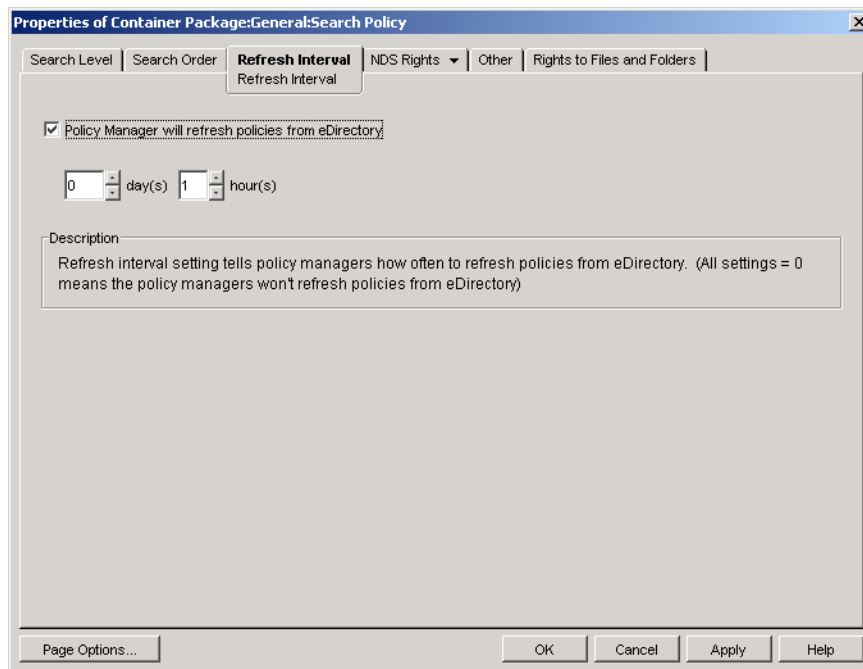 Properties of Container Package:General:Search Policy
Search Level Search Order Refresh Interval NDS Rights Other Rights to Files and Folders
Refresh Interval
Policy Manager will refresh policies from eDirectory
0 day(s) 1 hour(s)
Description
Refresh interval setting tells policy managers how often to refresh policies from eDirectory. (All settings = 0
means the policy managers won't refresh policies from eDirectory)
Page Options... OK Cancel Apply Help